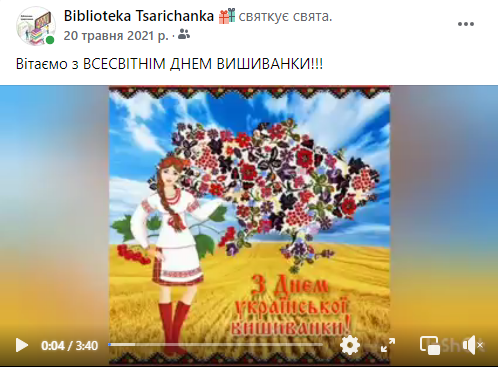 Biblioteka Tsarichanka 🎁 святкує свята.
20 травня 2021 р. ·
Вітаємо з ВСЕСВІТНІМ ДНЕМ ВИШИВАНКИ!!!
З Днем
української
вишиванки!
0:04 / 3:40